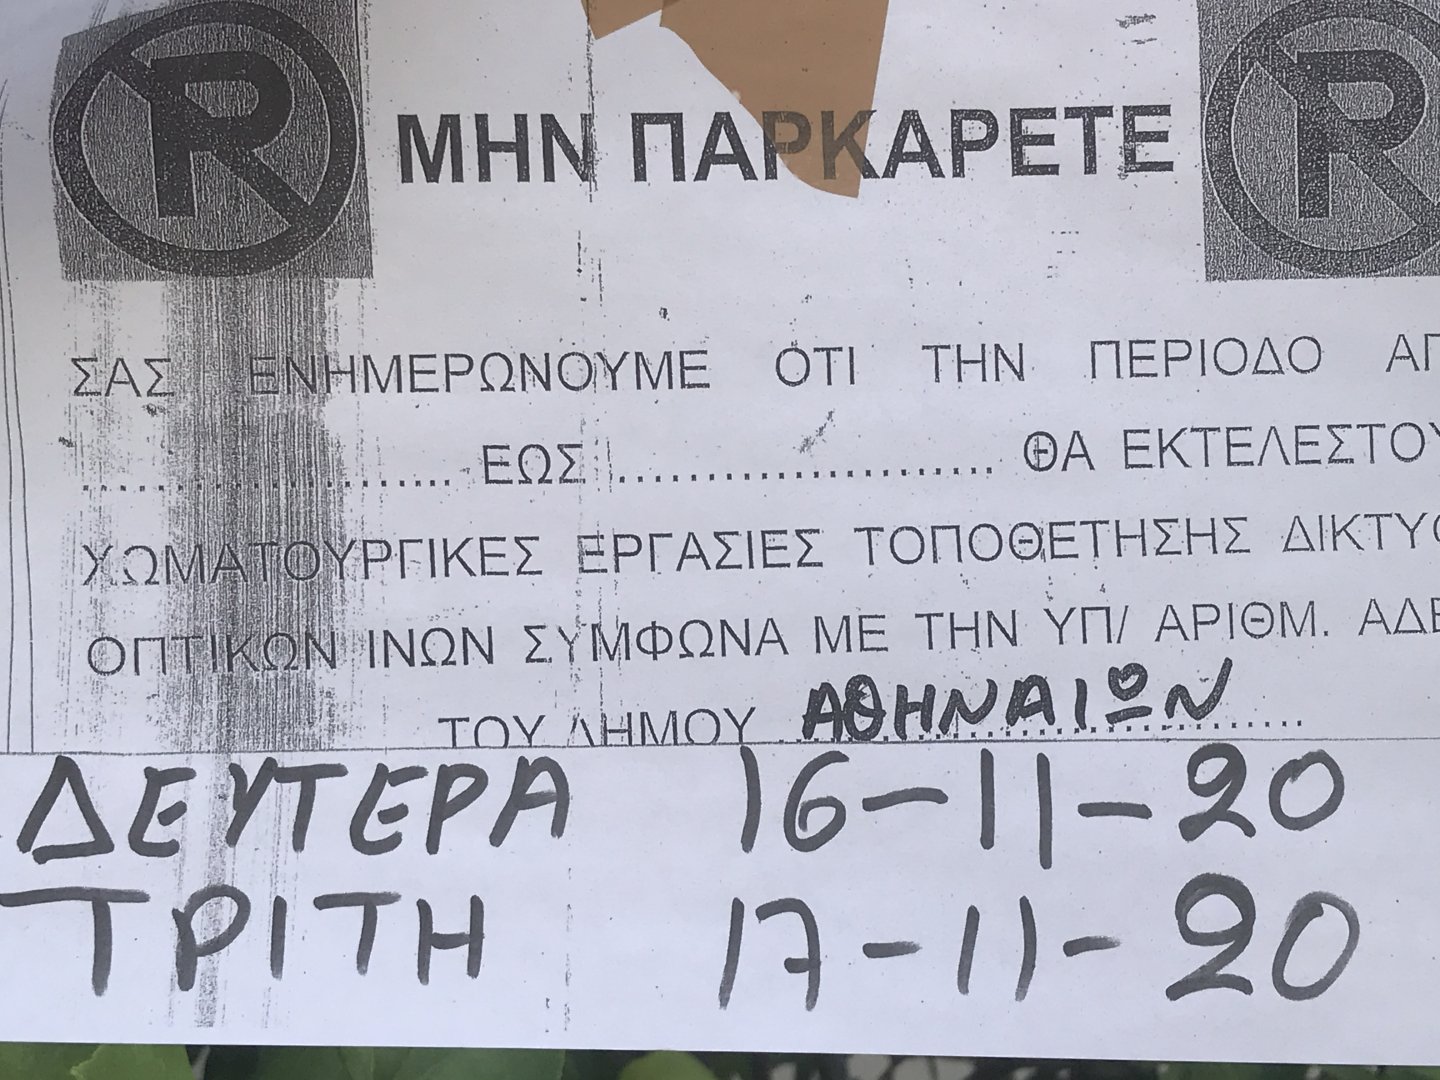 ΜΗΝ ΠΑΡΚΑΡΕΤΕ
ΣΑΣ ΕΝΗΜΕΡΩΝΟΥΜΕ ΟΤΙ ΤΗΝ ΠΕΡΙΟΔΟ
........................ ΕΩΣ ........................ ΘΑ
ΧΩΜΑΤΟΥΡΓΙΚΕΣ ΕΡΓΑΣΙΕΣ ΤΟΠΟΘΕΤΗΣΗΣ
ΟΠΤΙΚΩΝ ΙΝΩΝ ΣΥΜΦΩΝΑ ΜΕ ΤΗΝ ΥΠ/ ΑΡΙΘΜ.
ΤΟΥ ΔΗΜΟΥ ΑΘΗΝΑΙΩΝ
ΔΕΥΤΕΡΑ 16-11-20
ΤΡΙΤΗ 17-11-20